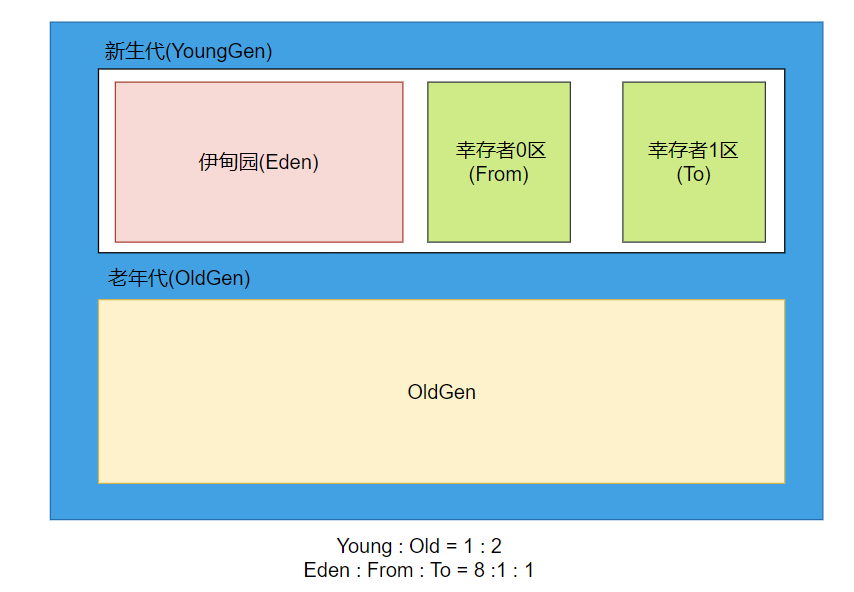 新生代(YoungGen)
伊甸园(Eden)
幸存者0区
(From)
幸存者1区
(To)
老年代(OldGen)
OldGen
Young : Old = 1 : 2
Eden : From : To = 8 :1 : 1